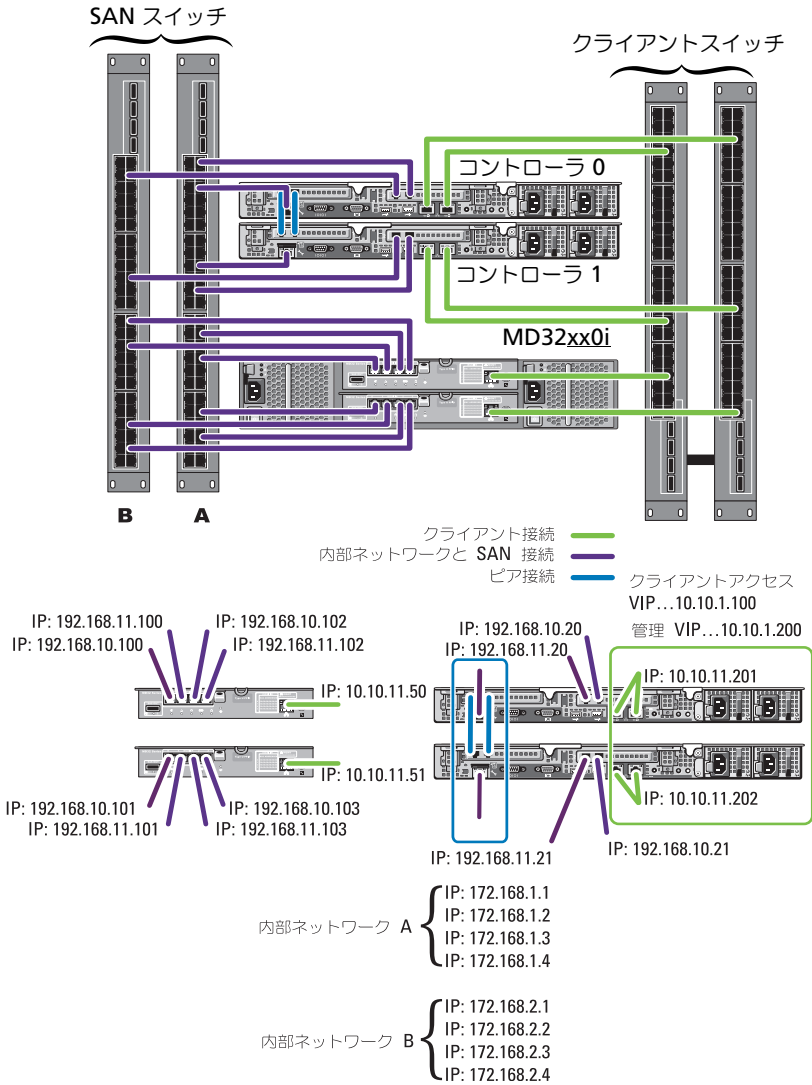 SAN スイッチ
クライアントスイッチ
コントローラ 0
コントローラ 1
MD32xx0i
B
A
クライアント接続
内部ネットワークと SAN 接続
ピア接続
クライアントアクセス
VIP...10.10.1.100
管理 VIP...10.10.1.200
IP: 192.168.11.100
IP: 192.168.10.102
IP: 192.168.10.100
IP: 192.168.11.102
IP: 192.168.10.20
IP: 192.168.11.20
IP: 10.10.11.201
IP: 10.10.11.50
IP: 10.10.11.51
IP: 10.10.11.202
IP: 192.168.10.101
IP: 192.168.10.103
IP: 192.168.11.101
IP: 192.168.11.103
IP: 192.168.11.21
IP: 192.168.10.21
内部ネットワーク A
IP: 172.168.1.1
IP: 172.168.1.2
IP: 172.168.1.3
IP: 172.168.1.4
内部ネットワーク B
IP: 172.168.2.1
IP: 172.168.2.2
IP: 172.168.2.3
IP: 172.168.2.4